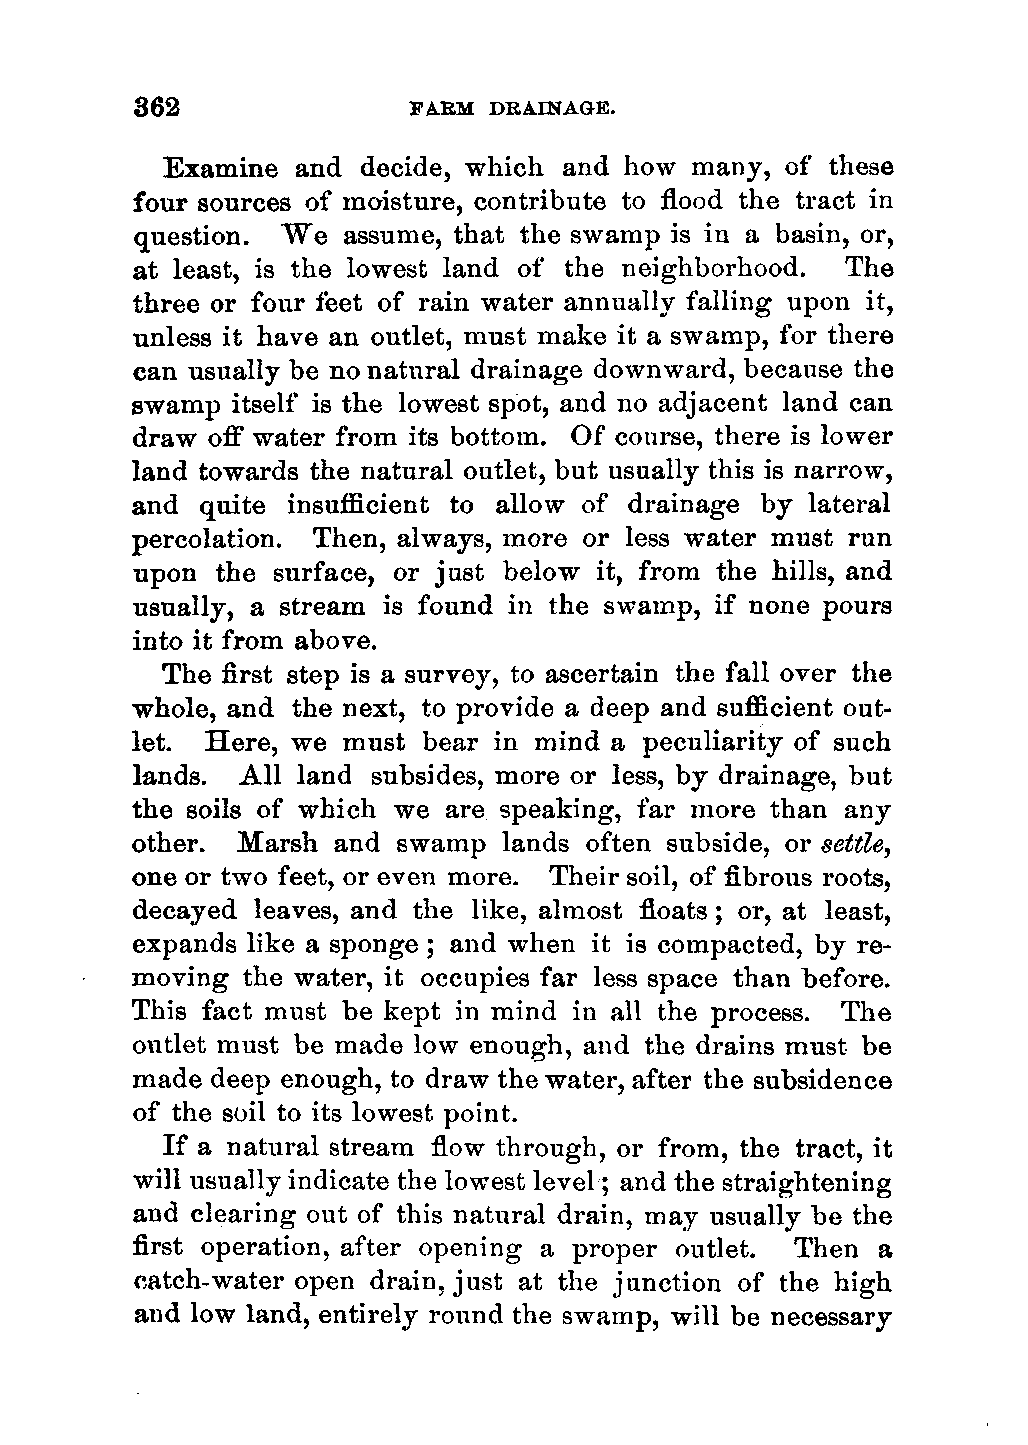 362 FARM DRAINAGE.
Examine and decide, which and how many, of these
four sources of moisture, contribute to flood the tract in
question. We assume, that the swamp is in a basin, or,
at least, is the lowest land of the neighborhood. The
three or four feet of rain water annually falling upon it,
unless it have an outlet, must make it a swamp, for there
can usually be no natural drainage downward, because the
swamp itself is the lowest spot, and no adjacent land can
draw off water from its bottom. Of course, there is lower
land towards the natural outlet, but usually this is narrow,
and quite insufficient to allow of drainage by lateral
percolation. Then, always, more or less water must run
upon the surface, or just below it, from the hills, and
usually, a stream is found in the swamp, if none pours
into it from above.
The first step is a survey, to ascertain the fall over the
whole, and the next, to provide a deep and sufficient out-
let. Here, we must bear in mind a peculiarity of such
lands. All land subsides, more or less, by drainage, but
the soils of which we are speaking, far more than any
other. Marsh and swamp lands often subside, or settle,
one or two feet, or even more. Their soil, of fibrous roots,
decayed leaves, and the like, almost floats; or, at least,
expands like a sponge; and when it is compacted, by re-
moving the water, it occupies far less space than before.
This fact must be kept in mind in all the process. The
outlet must be made low enough, and the drains must be
made deep enough, to draw the water, after the subsidence
of the soil to its lowest point.
If a natural stream flow through, or from, the tract, it
will usually indicate the lowest level; and the straightening
and clearing out of this natural drain, may usually be the
first operation, after opening a proper outlet. Then a
catch-water open drain, just at the junction of the high
and low land, entirely round the swamp, will be necessary